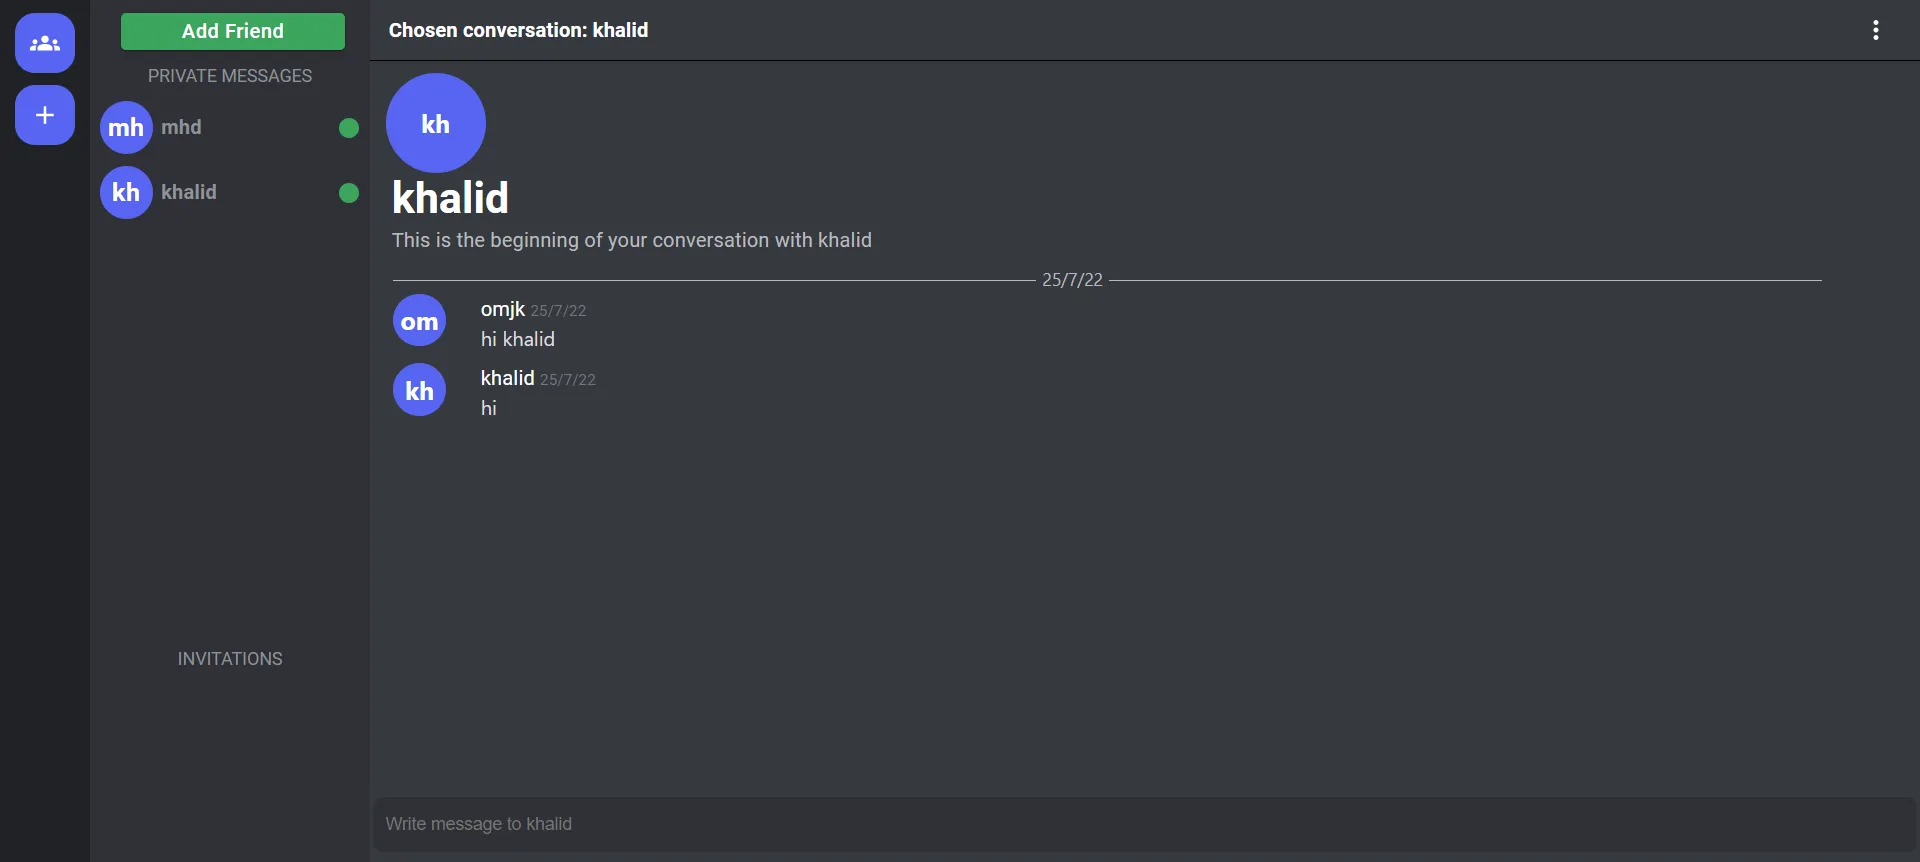 Add Friend
PRIVATE MESSAGES
mh mhd
kh khalid
INVITATIONS
Chosen conversation: khalid
kh
khalid
This is the beginning of your conversation with khalid
25/7/22
om omjk 25/7/22
hi khalid
kh khalid 25/7/22
hi
Write message to khalid